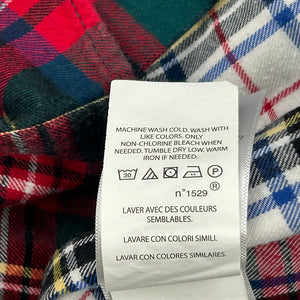 MACHINE WASH COLD. WASH WITH
LIKE COLORS. ONLY
NON-CHLORINE BLEACH WHEN
NEEDED. TUMBLE DRY LOW. WARM
IRON IF NEEDED.
30
n°1529 ®
LAVER AVEC DES COULEURS
SEMBLABLES.
LAVARE CON COLORI SIMILI.
LAVAR CON COLORES SIMILARES.